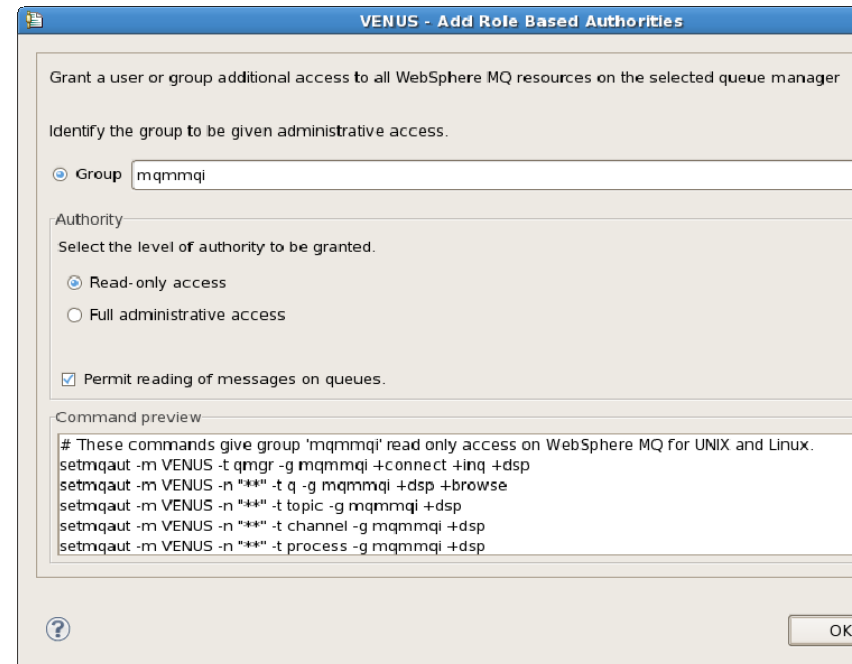 VENUS - Add Role Based Authorities
Grant a user or group additional access to all WebSphere MQ resources on the selected queue manager
Identify the group to be given administrative access.
Group mqmmqi
Authority
Select the level of authority to be granted.
Read-only access
Full administrative access
Permit reading of messages on queues.
Command preview
# These commands give group 'mqmmqi' read only access on WebSphere MQ for UNIX and Linux.
setmqaut -m VENUS -t qmgr -g mqmmqi +connect +inq +dsp
setmqaut -m VENUS -n "**" -t q -g mqmmqi +dsp +browse
setmqaut -m VENUS -n "**" -t topic -g mqmmqi +dsp
setmqaut -m VENUS -n "**" -t channel -g mqmmqi +dsp
setmqaut -m VENUS -n "**" -t process -g mqmmqi +dsp
?
OK